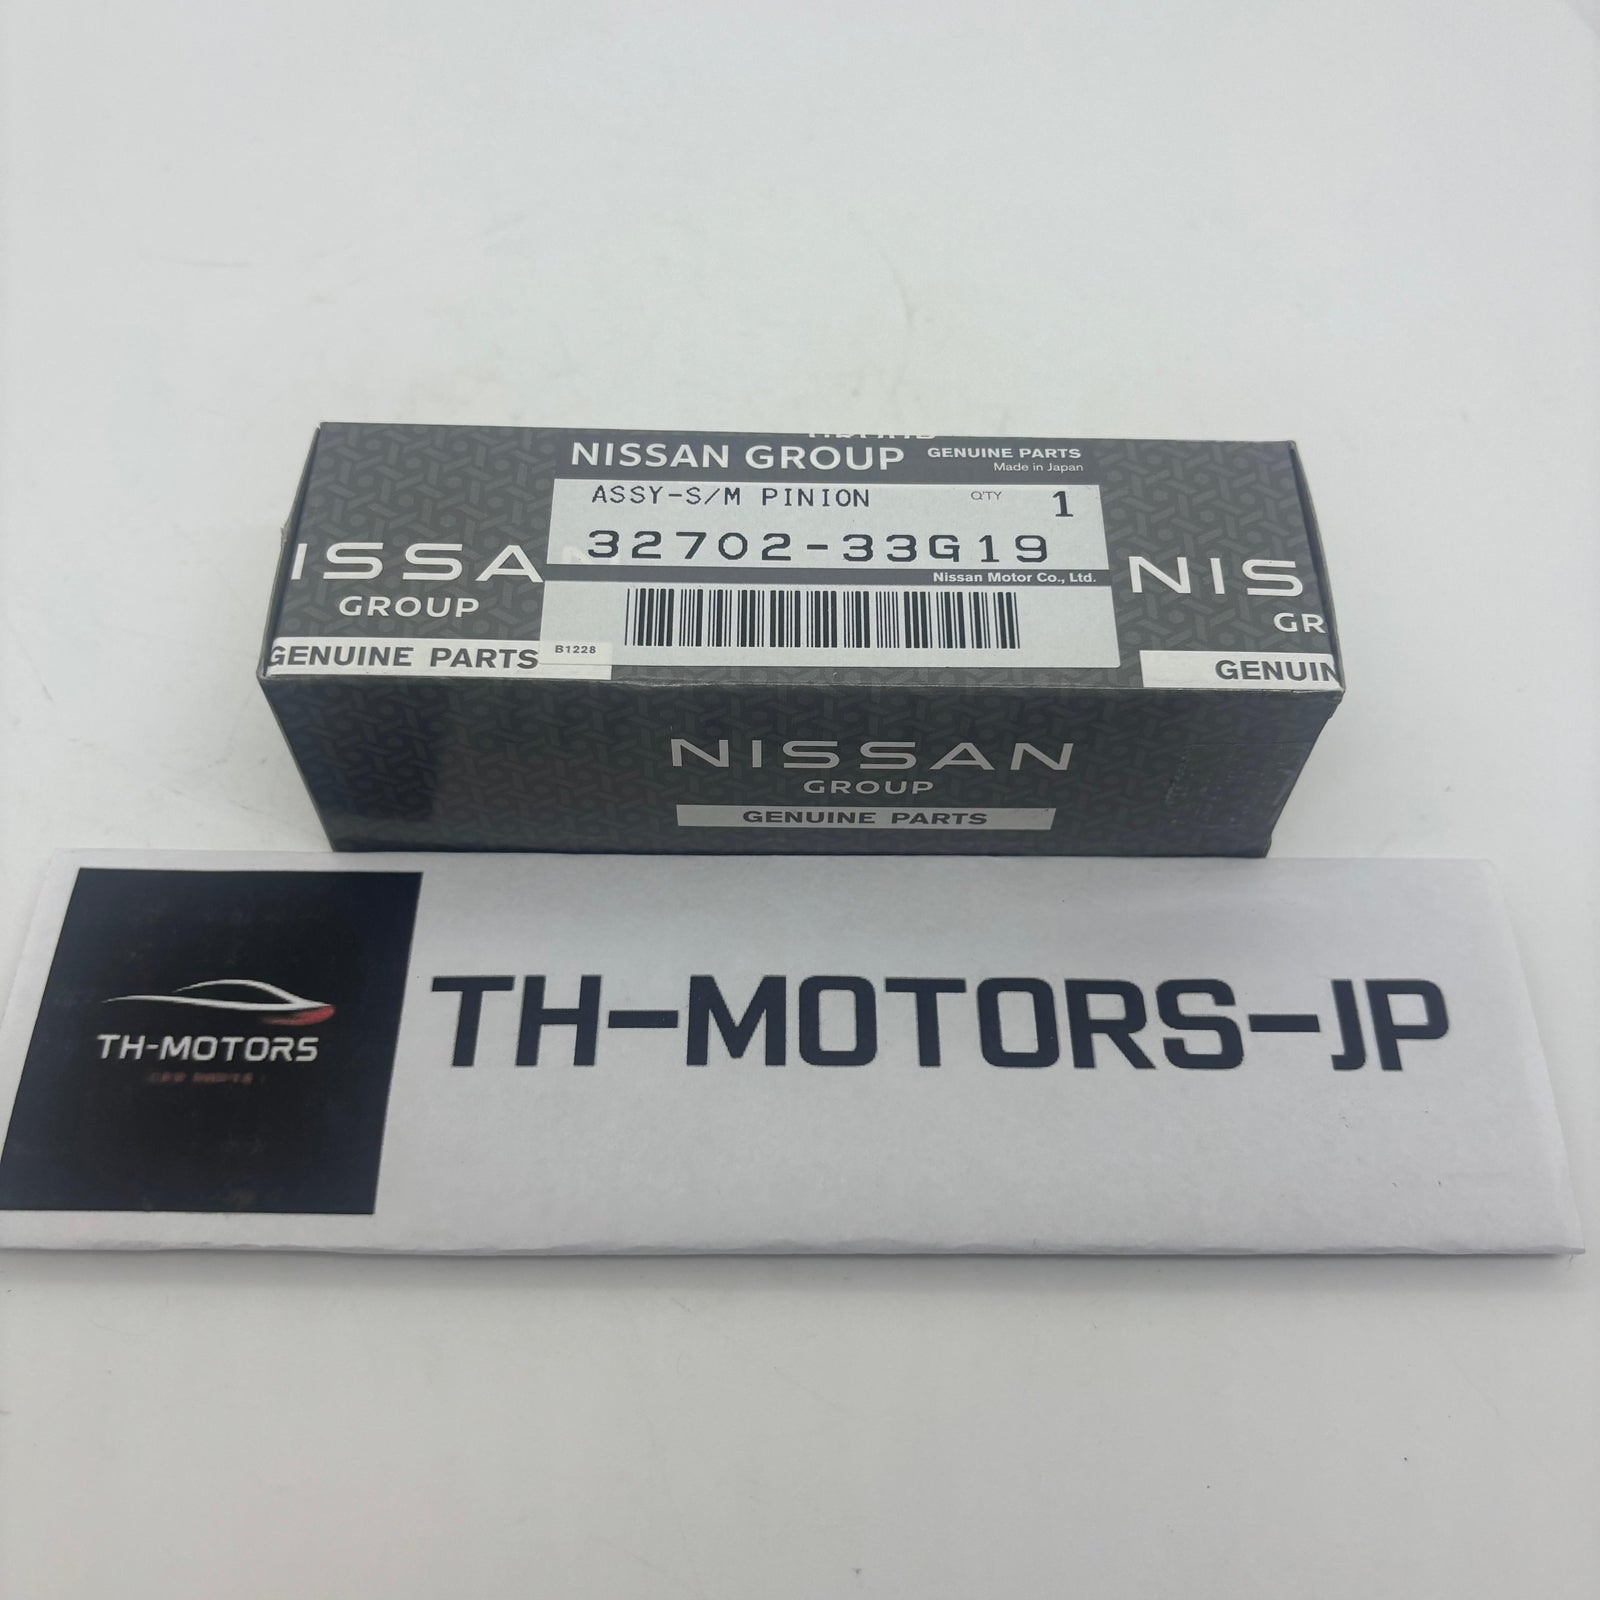 NISSAN GROUP GENUINE PARTS
Made in Japan
ASSY-S/M PINION Q'TY 1
32702-33G19
Nissan Motor Co., Ltd.
B1228
ISSA
GROUP
GENUINE PARTS
NIS
GR
GENUIN
NISSAN
GROUP
GENUINE PARTS
TH-MOTORS
TH-MOTORS-JP